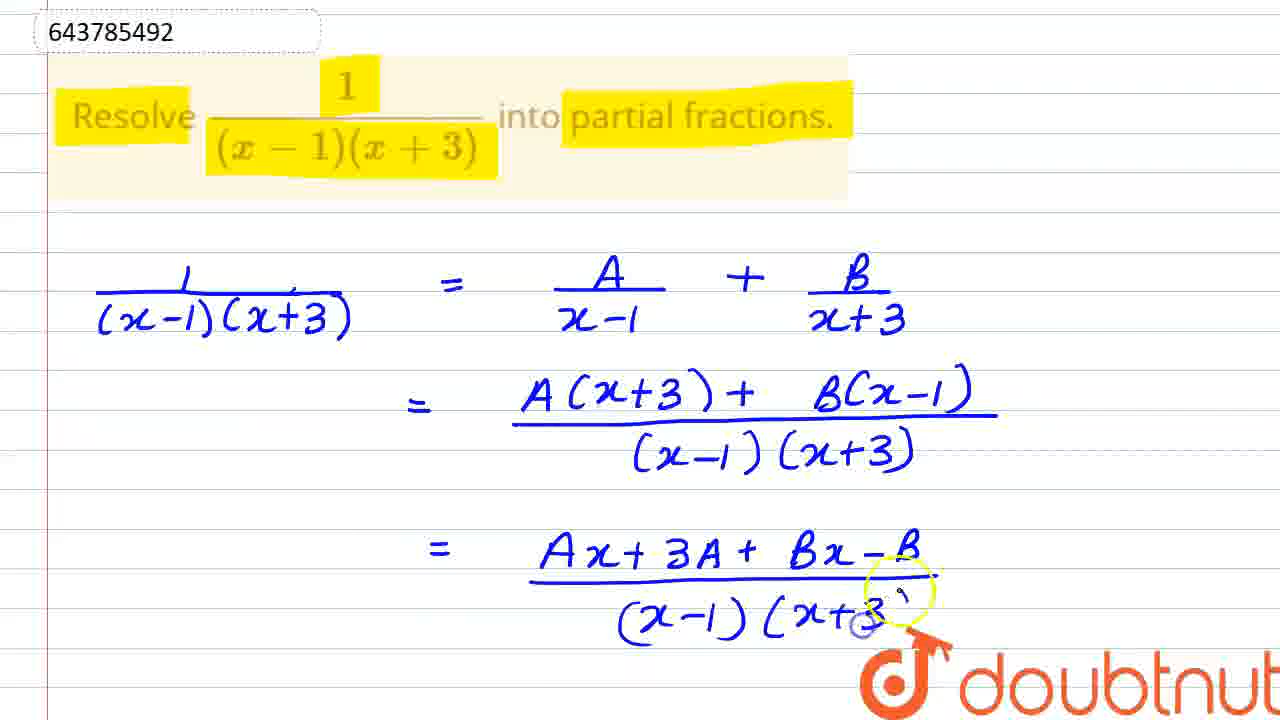 643785492
Resolve 1/((x − 1)(x + 3)) into partial fractions.
1/((x-1)(x+3)) = A/(x-1) + B/(x+3)
= (A(x+3) + B(x-1))/((x-1)(x+3))
= (Ax + 3A + Bx - B)/((x-1)(x+3
doubtnut